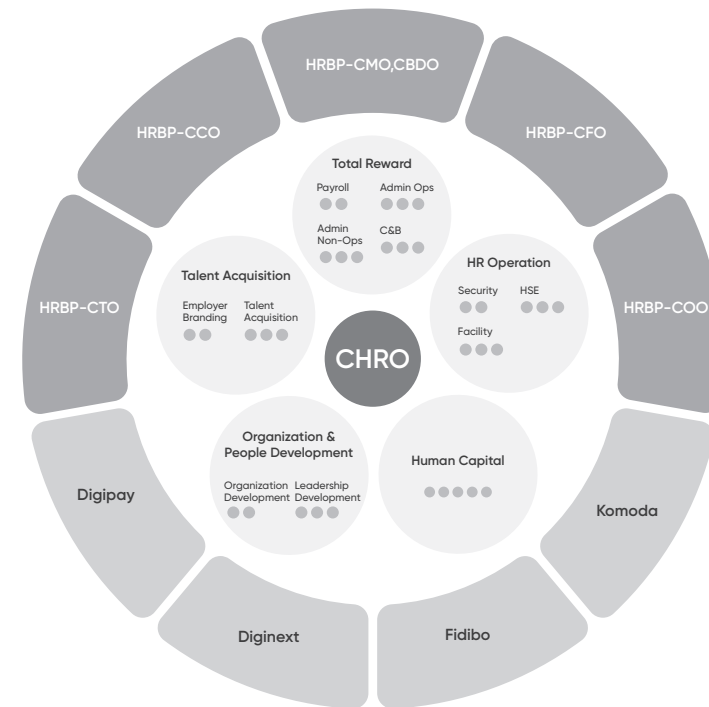 HRBP-CMO,CBDO
HRBP-CCO
HRBP-CFO
HRBP-CTO
HRBP-COO
Total Reward
Payroll
Admin Ops
Admin
Non-Ops
C&B
Talent Acquisition
Employer
Branding
Talent
Acquisition
HR Operation
Security
HSE
Facility
CHRO
Organization &
People Development
Organization
Development
Leadership
Development
Human Capital
Digipay
Komoda
Diginext
Fidibo